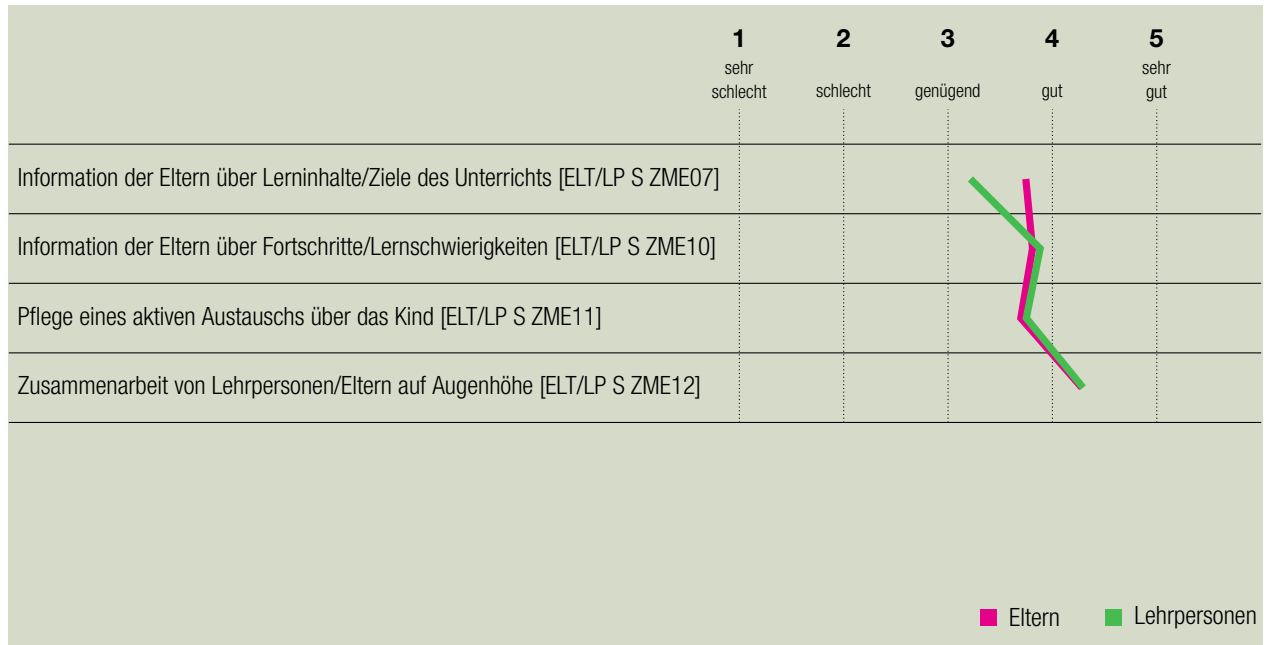 1 2 3 4 5
sehr schlecht schlecht genügend gut sehr gut
Information der Eltern über Lerninhalte/Ziele des Unterrichts [ELT/LP S ZME07]
Information der Eltern über Fortschritte/Lernschwierigkeiten [ELT/LP S ZME10]
Pflege eines aktiven Austauschs über das Kind [ELT/LP S ZME11]
Zusammenarbeit von Lehrpersonen/Eltern auf Augenhöhe [ELT/LP S ZME12]
Eltern Lehrpersonen